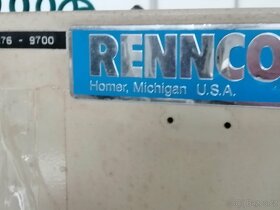 76 - 9700
RENNCO
Homer, Michigan U.S.A.